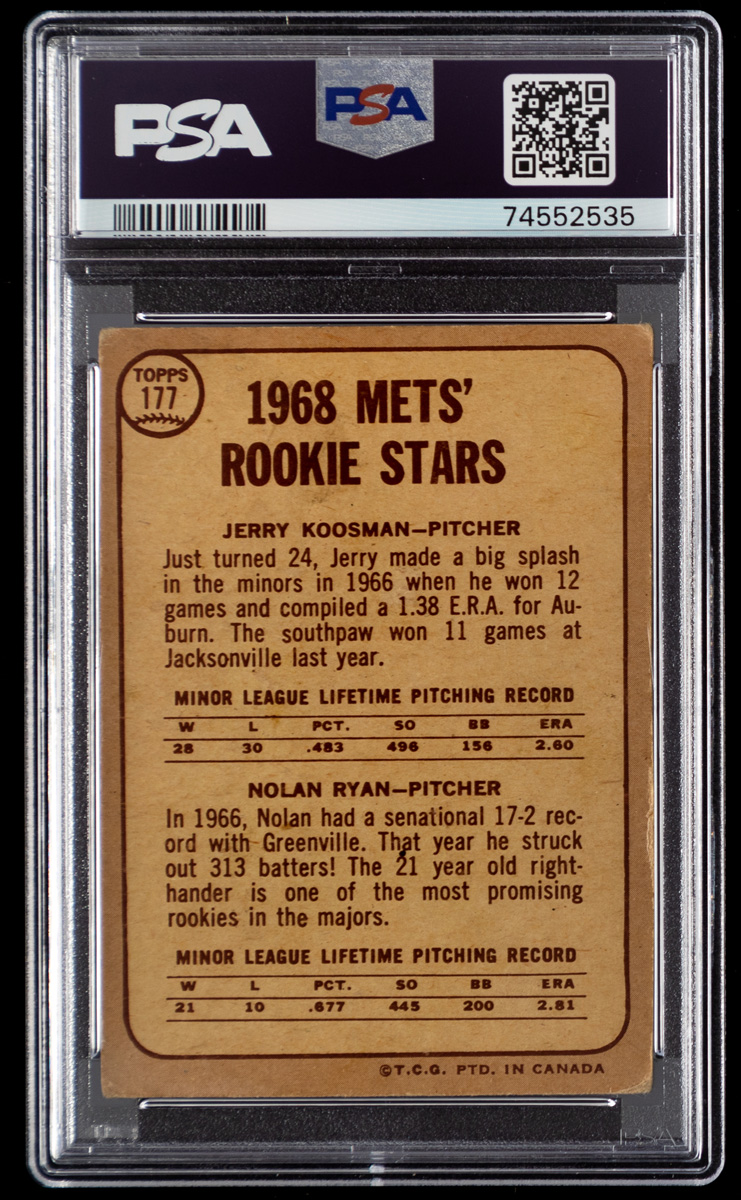 PSA
PSA
74552535
TOPPS
177
1968 METS'
ROOKIE STARS
JERRY KOOSMAN—PITCHER
Just turned 24, Jerry made a big splash
in the minors in 1966 when he won 12
games and compiled a 1.38 E.R.A. for Au-
burn. The southpaw won 11 games at
Jacksonville last year.
MINOR LEAGUE LIFETIME PITCHING RECORD
W L PCT. SO BB ERA
28 30 .483 496 156 2.60
NOLAN RYAN—PITCHER
In 1966, Nolan had a senational 17-2 rec-
ord with Greenville. That year he struck
out 313 batters! The 21 year old right-
hander is one of the most promising
rookies in the majors.
MINOR LEAGUE LIFETIME PITCHING RECORD
W L PCT. SO BB ERA
21 10 .677 445 200 2.81
©T.C.G. PTD. IN CANADA
PSA